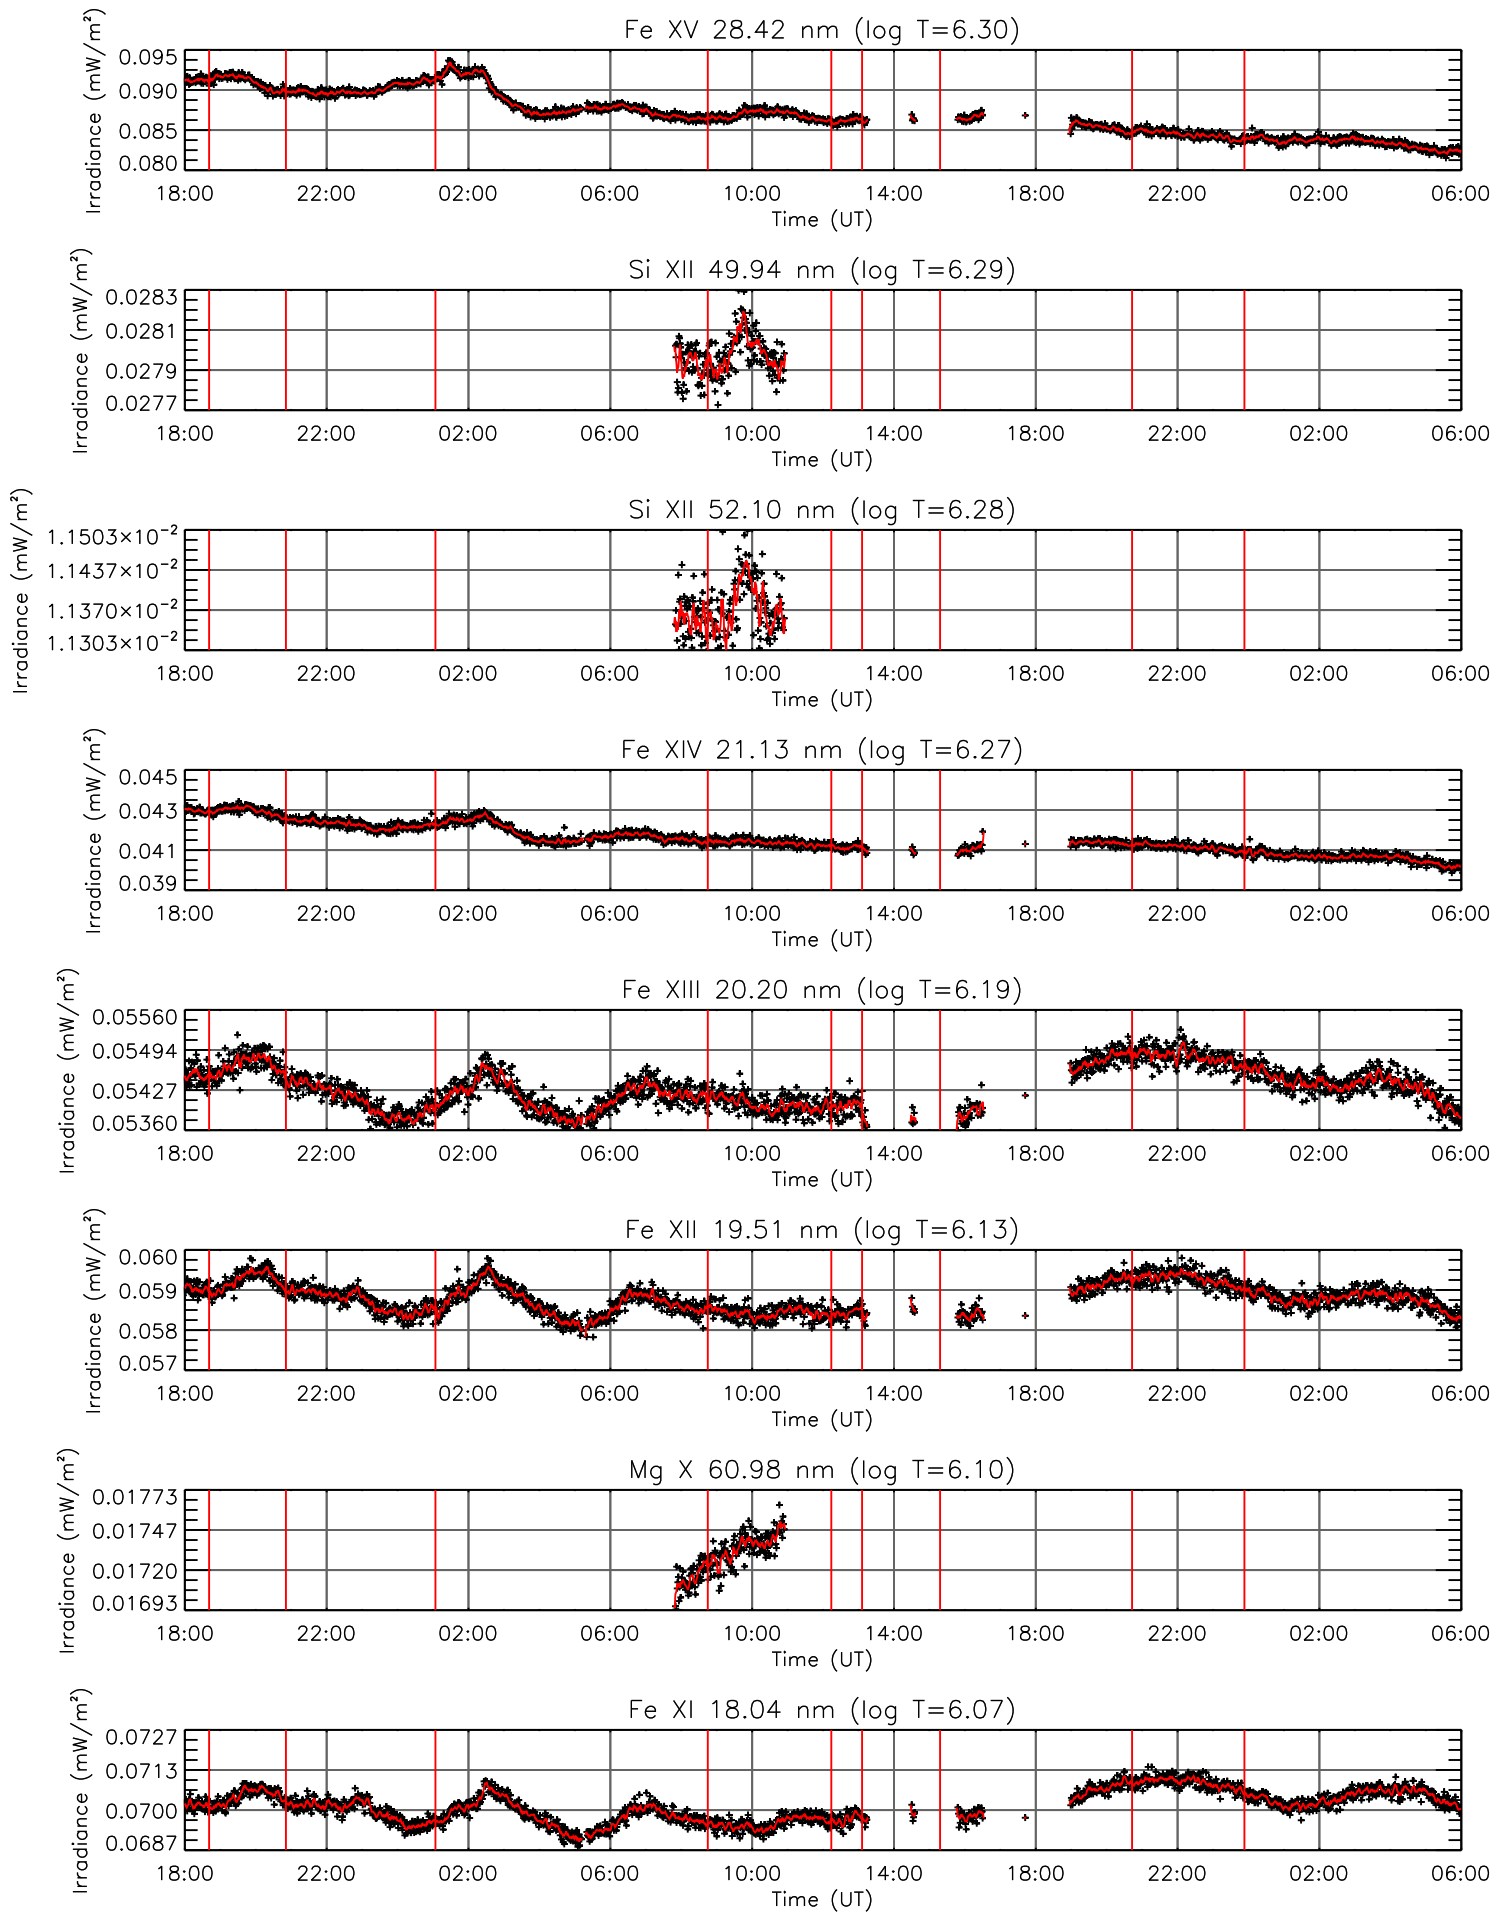 Fe XV 28.42 nm (log T=6.30)
Irradiance (mW/m²)
0.095
0.090
0.085
0.080
18:00 22:00 02:00 06:00 10:00 14:00 18:00 22:00 02:00 06:00
Time (UT)
Si XII 49.94 nm (log T=6.29)
Irradiance (mW/m²)
0.0283
0.0281
0.0279
0.0277
18:00 22:00 02:00 06:00 10:00 14:00 18:00 22:00 02:00 06:00
Time (UT)
Si XII 52.10 nm (log T=6.28)
Irradiance (mW/m²)
1.1503×10⁻²
1.1437×10⁻²
1.1370×10⁻²
1.1303×10⁻²
18:00 22:00 02:00 06:00 10:00 14:00 18:00 22:00 02:00 06:00
Time (UT)
Fe XIV 21.13 nm (log T=6.27)
Irradiance (mW/m²)
0.045
0.043
0.041
0.039
18:00 22:00 02:00 06:00 10:00 14:00 18:00 22:00 02:00 06:00
Time (UT)
Fe XIII 20.20 nm (log T=6.19)
Irradiance (mW/m²)
0.05560
0.05494
0.05427
0.05360
18:00 22:00 02:00 06:00 10:00 14:00 18:00 22:00 02:00 06:00
Time (UT)
Fe XII 19.51 nm (log T=6.13)
Irradiance (mW/m²)
0.060
0.059
0.058
0.057
18:00 22:00 02:00 06:00 10:00 14:00 18:00 22:00 02:00 06:00
Time (UT)
Mg X 60.98 nm (log T=6.10)
Irradiance (mW/m²)
0.01773
0.01747
0.01720
0.01693
18:00 22:00 02:00 06:00 10:00 14:00 18:00 22:00 02:00 06:00
Time (UT)
Fe XI 18.04 nm (log T=6.07)
Irradiance (mW/m²)
0.0727
0.0713
0.0700
0.0687
18:00 22:00 02:00 06:00 10:00 14:00 18:00 22:00 02:00 06:00
Time (UT)